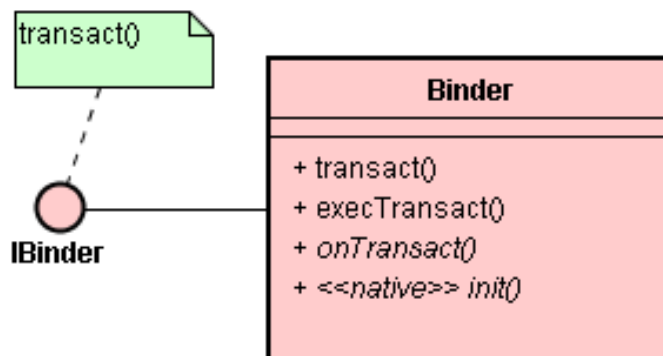 transact()
Binder
+ transact()
+ execTransact()
+ onTransact()
+ <<native>> init()
IBinder